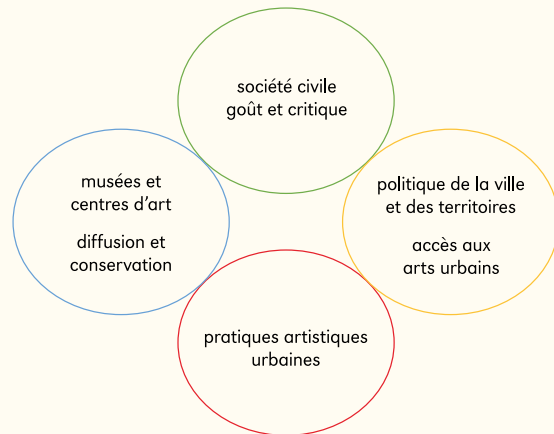 société civile
goût et critique
musées et
centres d’art
diffusion et
conservation
politique de la ville
et des territoires
accès aux
arts urbains
pratiques artistiques
urbaines